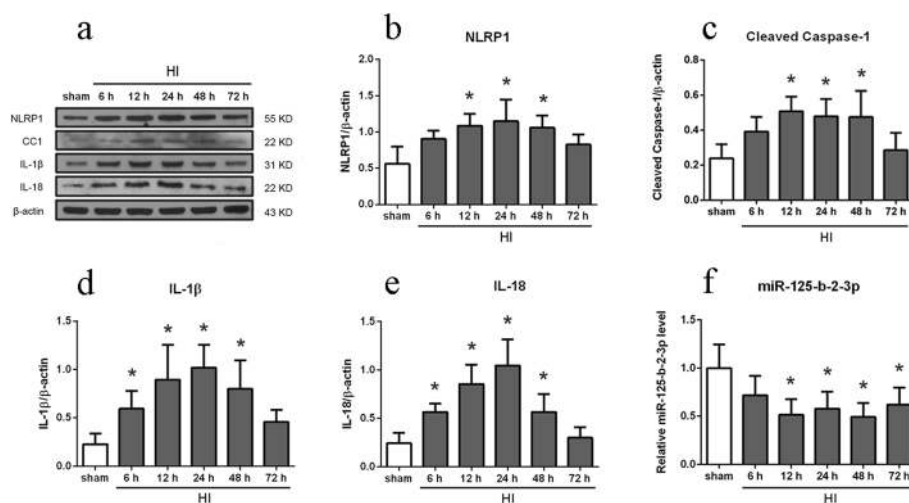 a
HI
sham 6 h 12 h 24 h 48 h 72 h
NLRP1 55 KD
CC1 22 KD
IL-1β 31 KD
IL-18 22 KD
β-actin 43 KD
b
NLRP1
NLRP1/β-actin
2.0
1.5
1.0
0.5
0.0
* * *
sham 6 h 12 h 24 h 48 h 72 h
HI
c
Cleaved Caspase-1
Cleaved Caspase-1/β-actin
0.8
0.6
0.4
0.2
0.0
* * *
sham 6 h 12 h 24 h 48 h 72 h
HI
d
IL-1β
IL-1β/β-actin
1.5
1.0
0.5
0.0
* * * *
sham 6 h 12 h 24 h 48 h 72 h
HI
e
IL-18
IL-18/β-actin
1.5
1.0
0.5
0.0
* * * *
sham 6 h 12 h 24 h 48 h 72 h
HI
f
miR-125-b-2-3p
Relative miR-125-b-2-3p level
1.5
1.0
0.5
0.0
* * * *
sham 6 h 12 h 24 h 48 h 72 h
HI